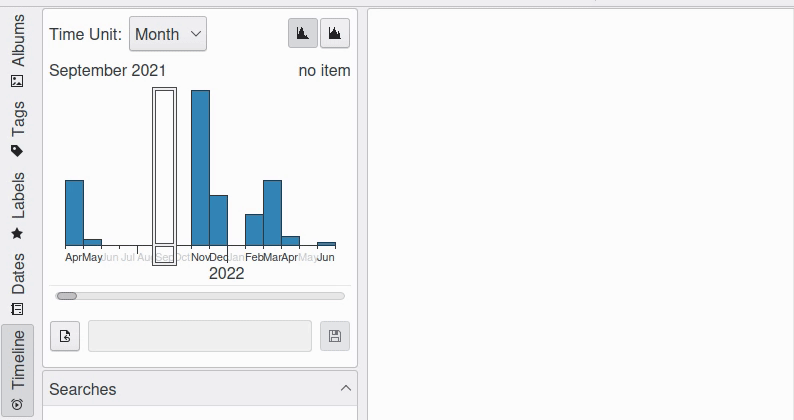 Albums
Tags
Labels
Dates
Timeline
Time Unit: Month
September 2021 no item
Apr May Jun Jul Aug Sep Oct Nov Dec Jan Feb Mar Apr May Jun
2022
Searches